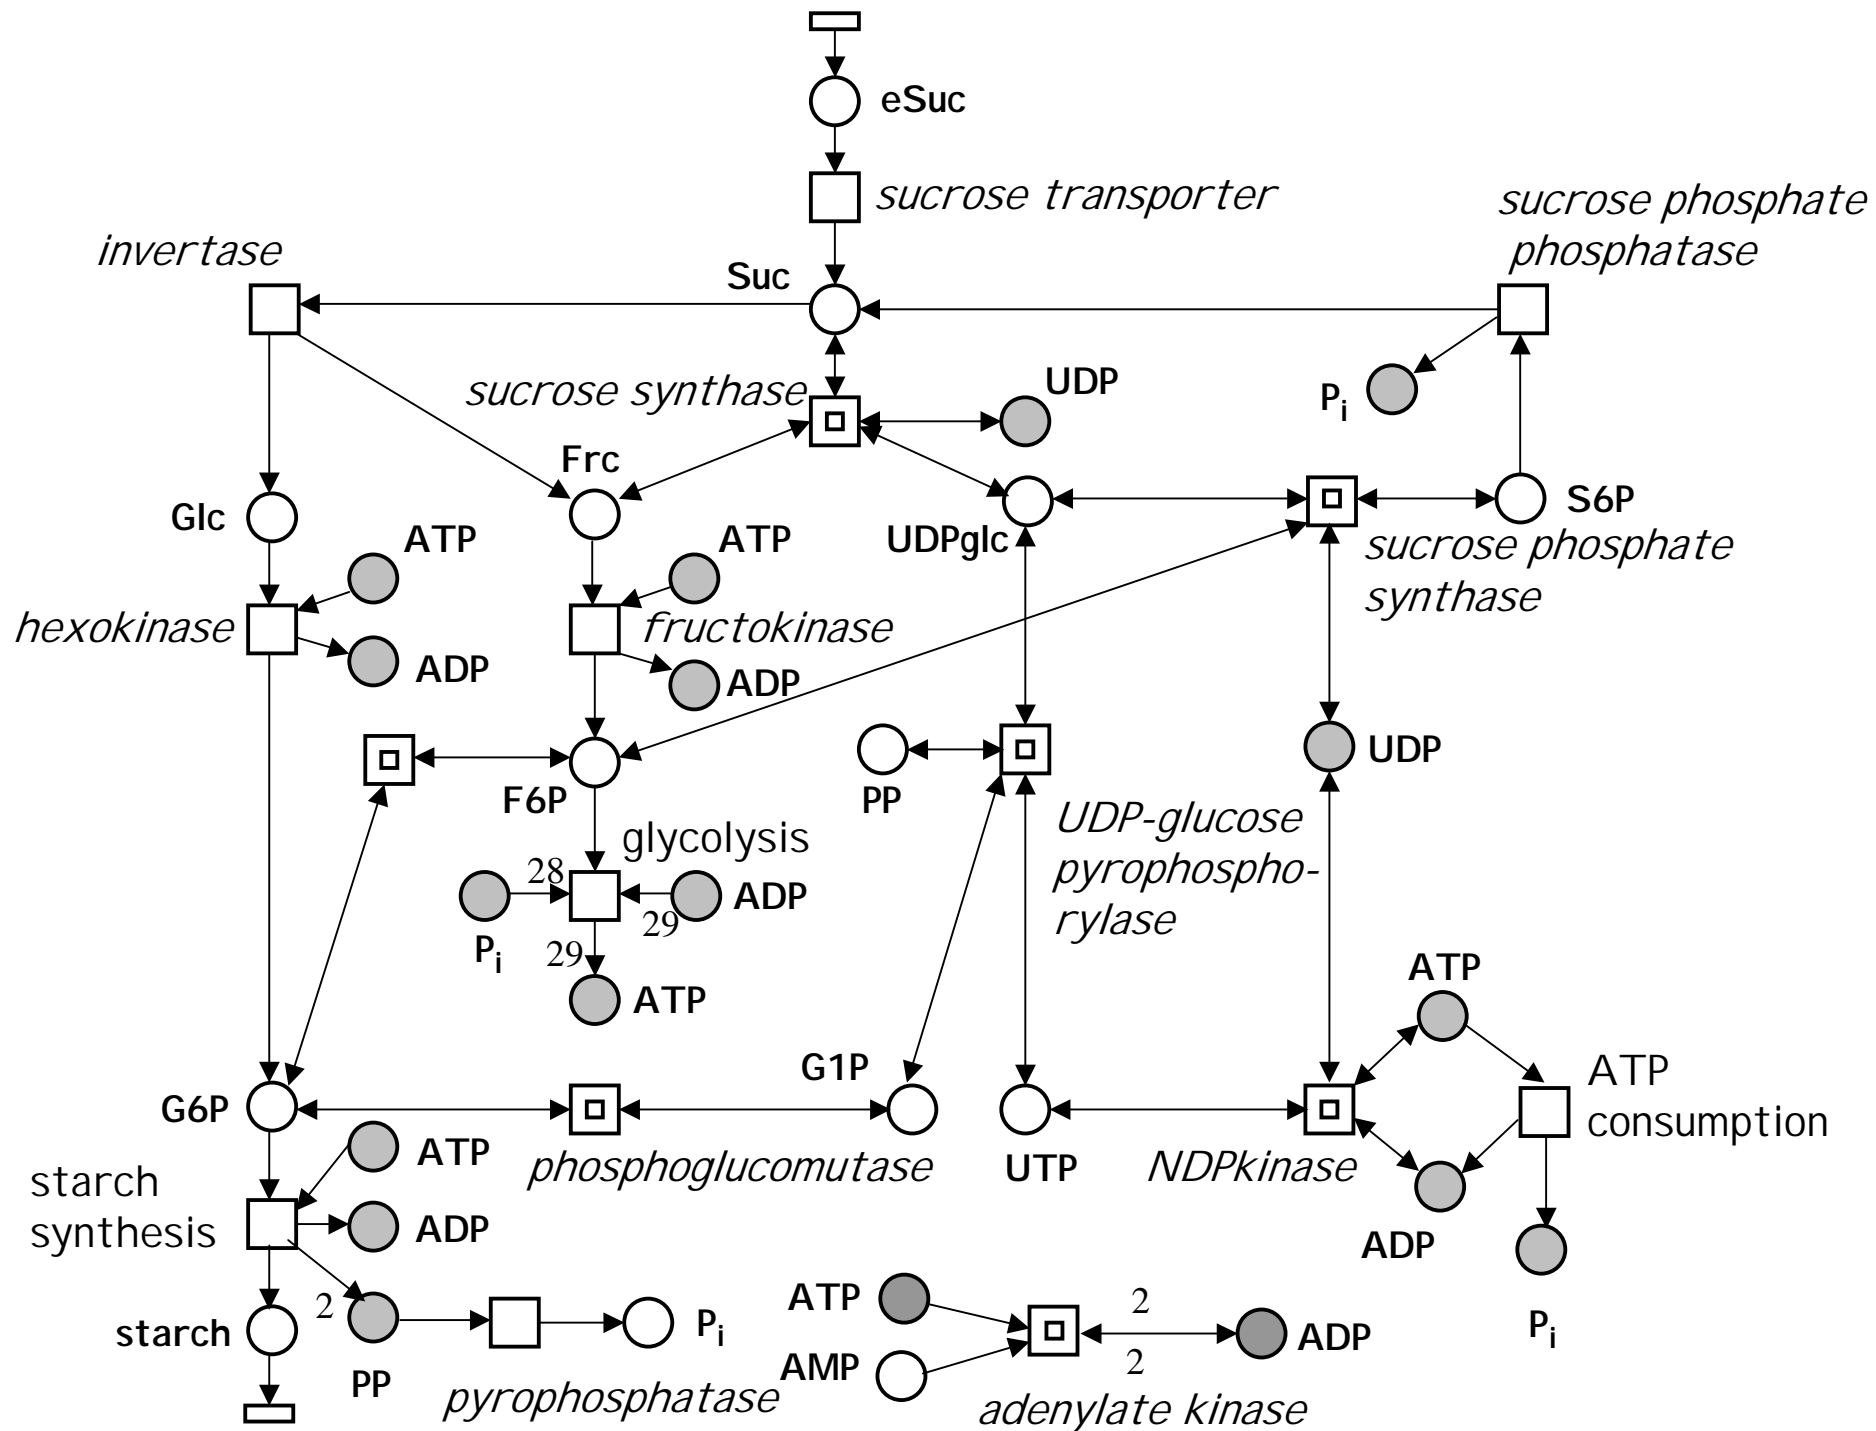 eSuc
sucrose transporter
sucrose phosphate
phosphatase
invertase
Suc
sucrose synthase
UDP
Pi
Frc
Glc
ATP
ATP
UDPglc
S6P
sucrose phosphate
synthase
hexokinase
fructokinase
ADP
ADP
F6P
PP
UDP
UDP-glucose
pyrophospho-
rylase
glycolysis
28
Pi
29
ADP
29
ATP
ATP
G1P
ATP
consumption
G6P
ATP
phosphoglucomutase
UTP
NDPkinase
starch
synthesis
ADP
ADP
ATP
2
Pi
starch
2
PP
Pi
pyrophosphatase
AMP
2
ADP
adenylate kinase